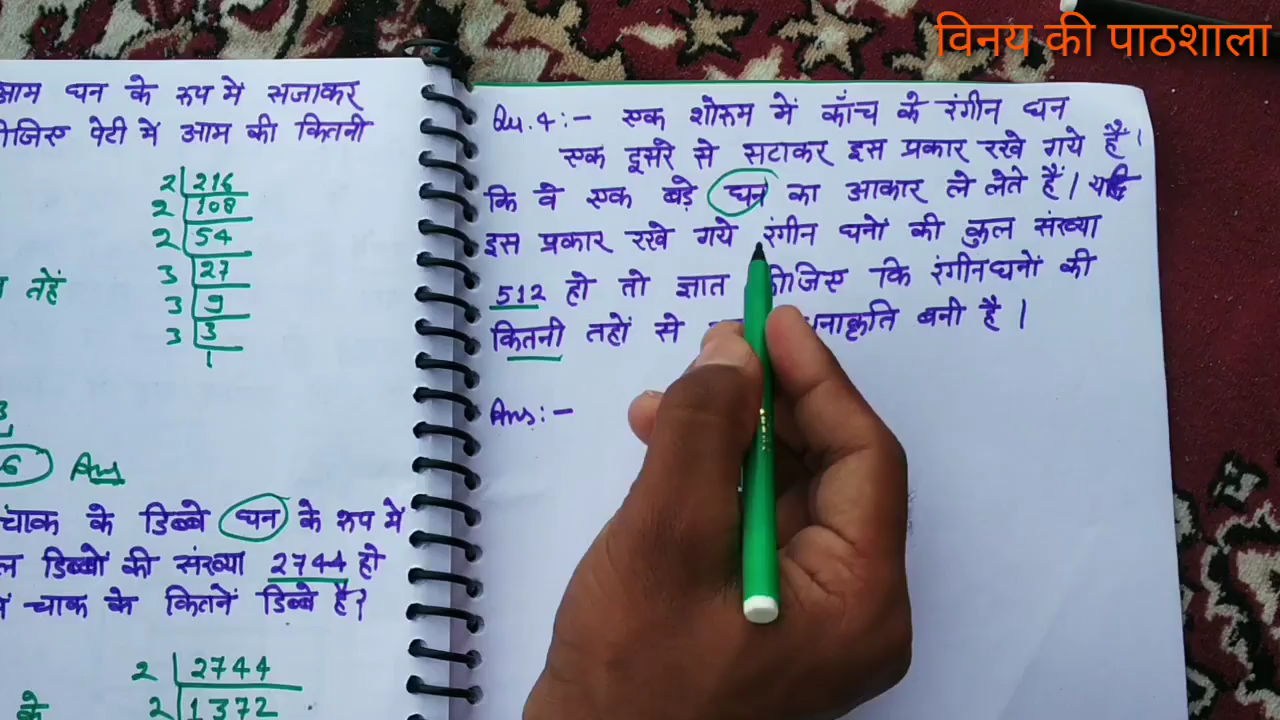 विनय की पाठशाला
आम घन के रुप में सजाकर
पेटी में आम की कितनी
2 216
2 108
2 54
3 27
3 9
3 3
1
तहें
3
6 Ans
चाक के डिब्बे घन के रुप में
डिब्बों की संख्या 2744 हो
चाक के कितनें डिब्बे है?
2 2744
2 1372
के
Qu. 4:- एक शोरुम में काँच के रंगीन घन
एक दूसरे से सटाकर इस प्रकार रखे गये हैं।
कि वे एक बड़े घन का आकार ले लेते हैं। यदि
इस प्रकार रखे गये रंगीन घनों की कुल संख्या
512 हो तो ज्ञात कीजिए कि रंगीन घनों की
कितनी तहों से घनाकृति बनी है।
Ans:-